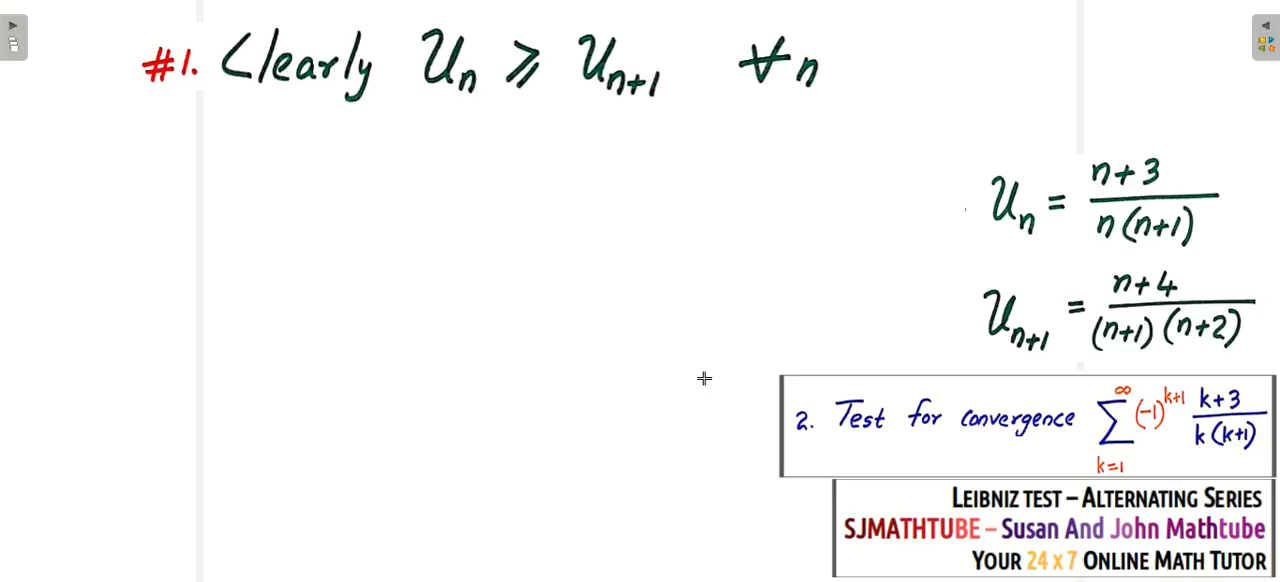 #1. Clearly Uₙ ⩾ Uₙ₊₁ ∀n
Uₙ = n+3 / n(n+1)
Uₙ₊₁ = n+4 / (n+1)(n+2)
2. Test for convergence ∑_{k=1}^{∞} (-1)^{k+1} k+3 / k(k+1)
LEIBNIZ TEST – ALTERNATING SERIES
SJMATHTUBE – Susan And John Mathtube
YOUR 24 x 7 ONLINE MATH TUTOR